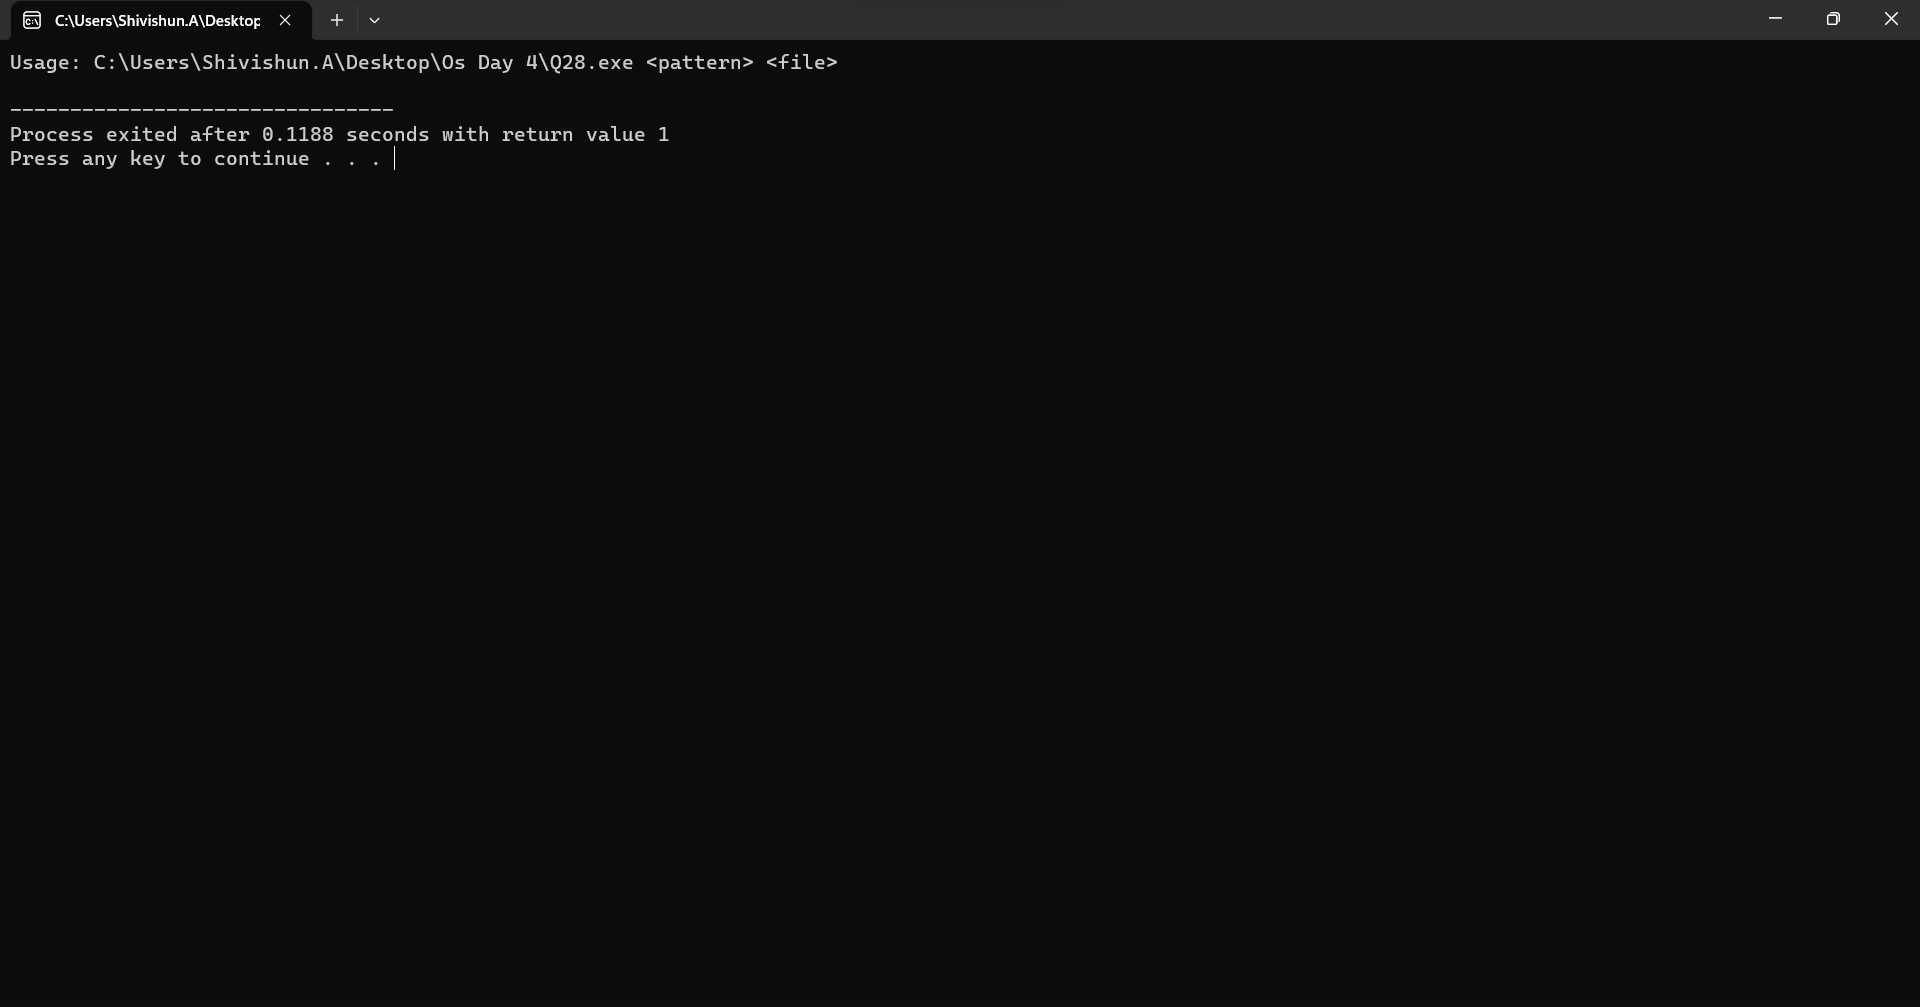 C:\Users\Shivishun.A\Desktop
Usage: C:\Users\Shivishun.A\Desktop\Os Day 4\Q28.exe <pattern> <file>
--------------------------------
Process exited after 0.1188 seconds with return value 1
Press any key to continue . . .